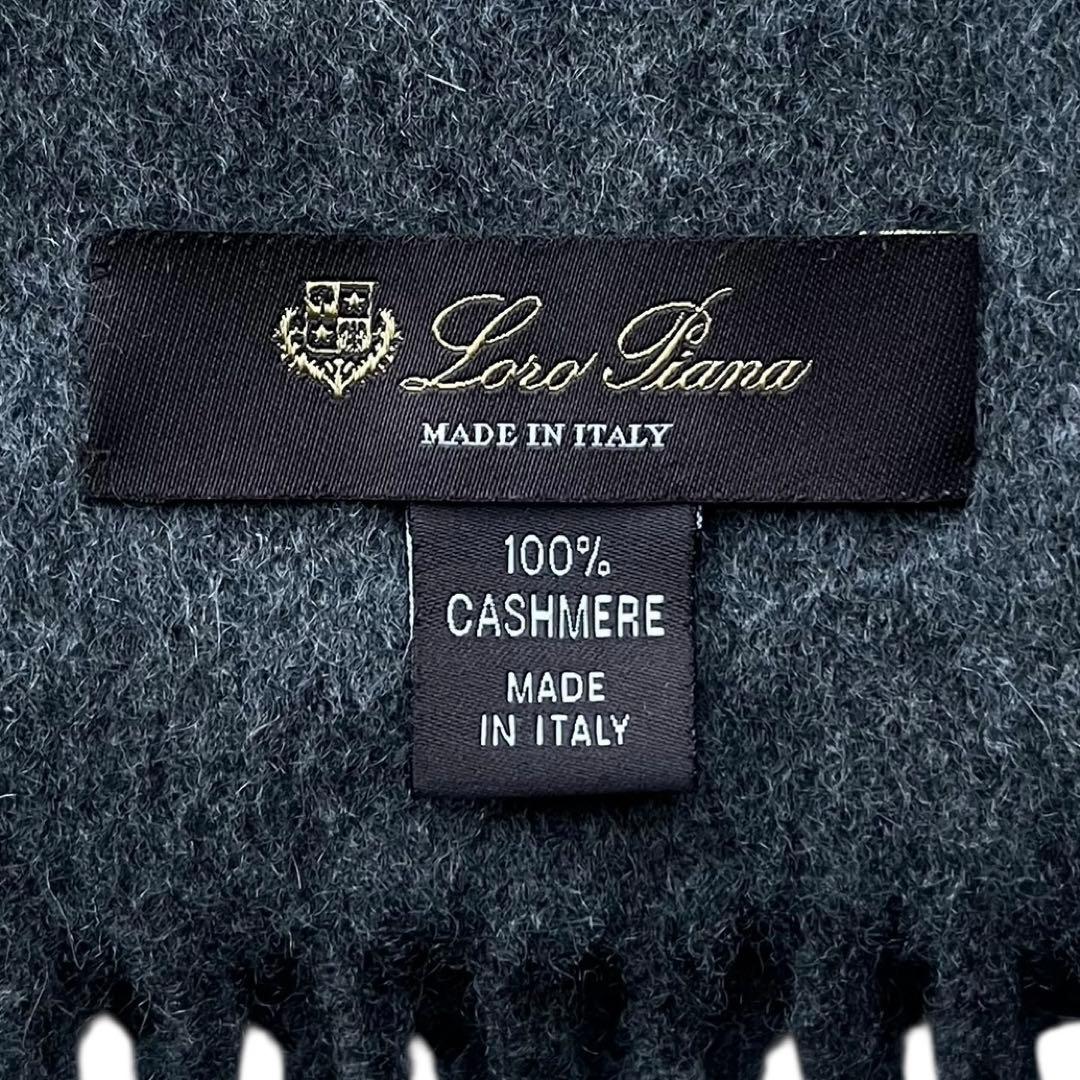 Loro Piana
MADE IN ITALY
100%
CASHMERE
MADE
IN ITALY